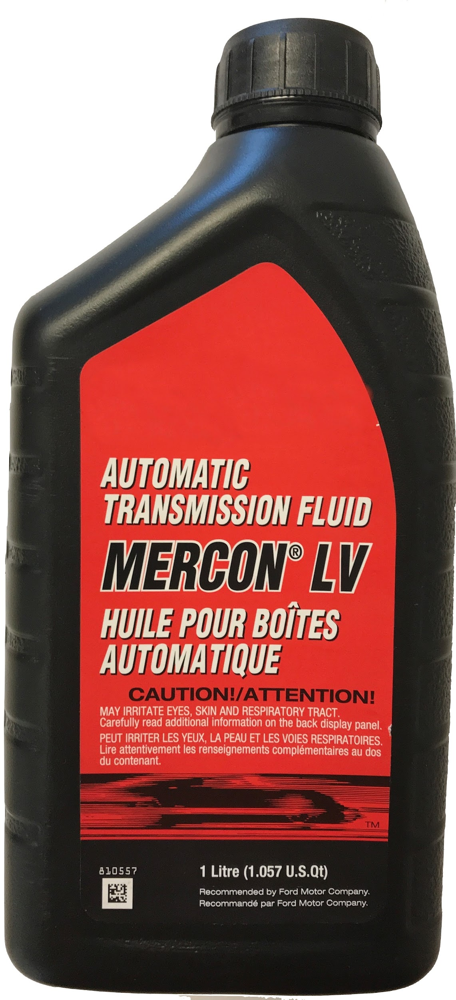 AUTOMATIC
TRANSMISSION FLUID
MERCON® LV
HUILE POUR BOÎTES
AUTOMATIQUE
CAUTION!/ATTENTION!
MAY IRRITATE EYES, SKIN AND RESPIRATORY TRACT.
Carefully read additional information on the back display panel.
PEUT IRRITER LES YEUX, LA PEAU ET LES VOIES RESPIRATOIRES.
Lire attentivement les renseignements complémentaires au dos
du contenant.
TM
810557
1 Litre (1.057 U.S.Qt)
Recommended by Ford Motor Company.
Recommandé par Ford Motor Company.